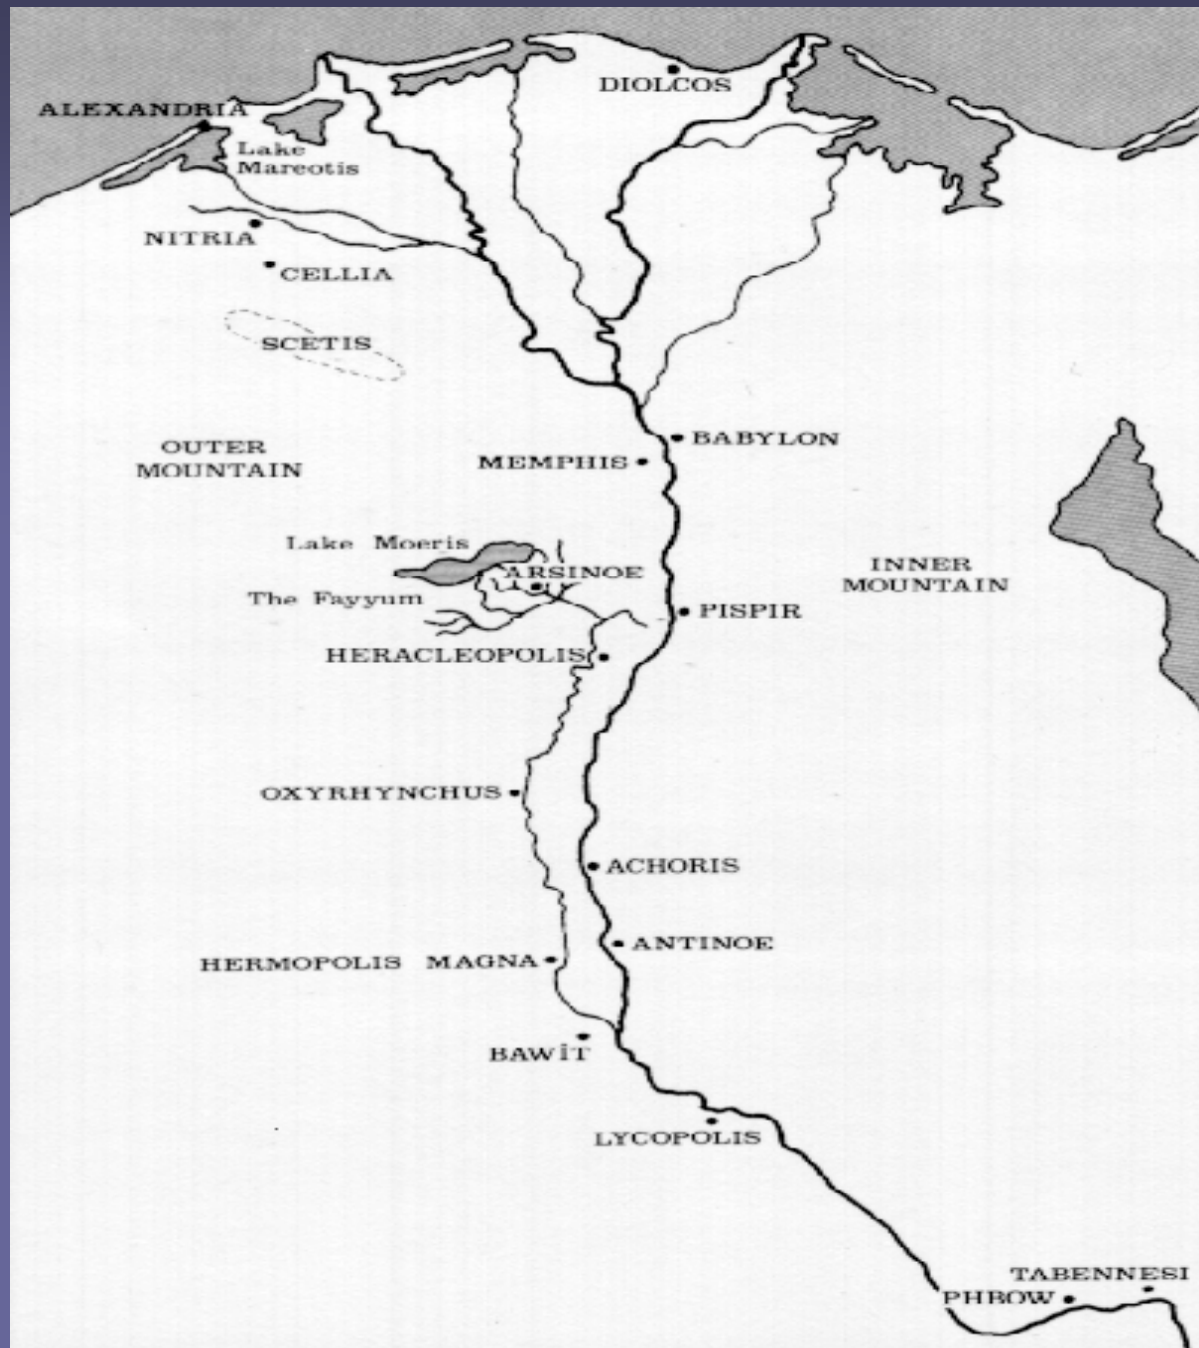 DIOLCOS
ALEXANDRIA
Lake
Mareotis
NITRIA
CELLIA
SCETIS
OUTER
MOUNTAIN
BABYLON
MEMPHIS
Lake Moeris
ARSINOE
The Fayyum
INNER
MOUNTAIN
PISPIR
HERACLEOPOLIS
OXYRHYNCHUS
ACHORIS
ANTINOE
HERMOPOLIS MAGNA
BAWİT
LYCOPOLIS
TABENNESI
PHBOW